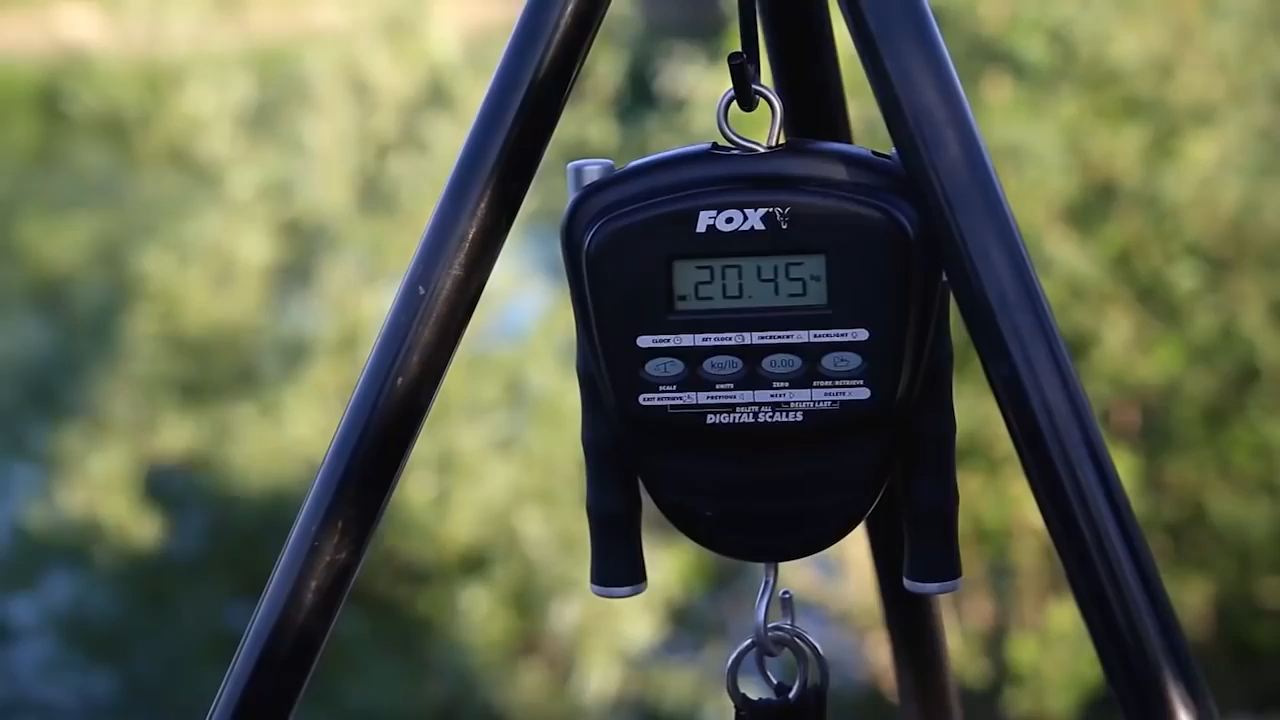 FOX
20.45 kg
CLOCK SET CLOCK INCREMENT BACKLIGHT
kg/lb 0.00
SCALE UNITS ZERO STORE/RETRIEVE
EXIT RETRIEVE PREVIOUS NEXT DELETE
DELETE ALL DELETE LAST
DIGITAL SCALES